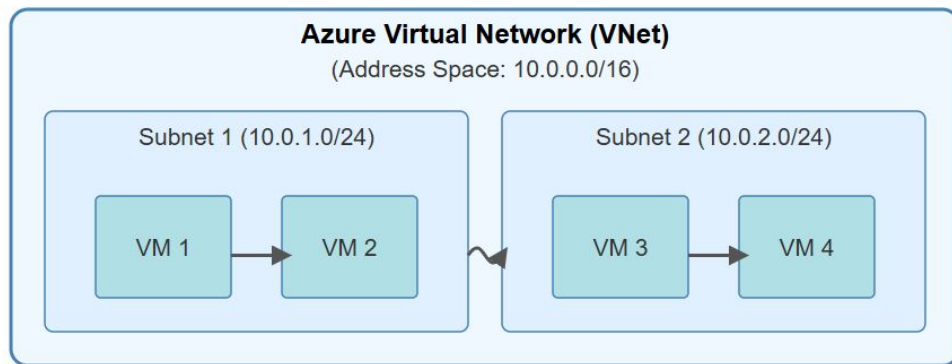 Azure Virtual Network (VNet)
(Address Space: 10.0.0.0/16)
Subnet 1 (10.0.1.0/24)
Subnet 2 (10.0.2.0/24)
VM 1
VM 2
VM 3
VM 4